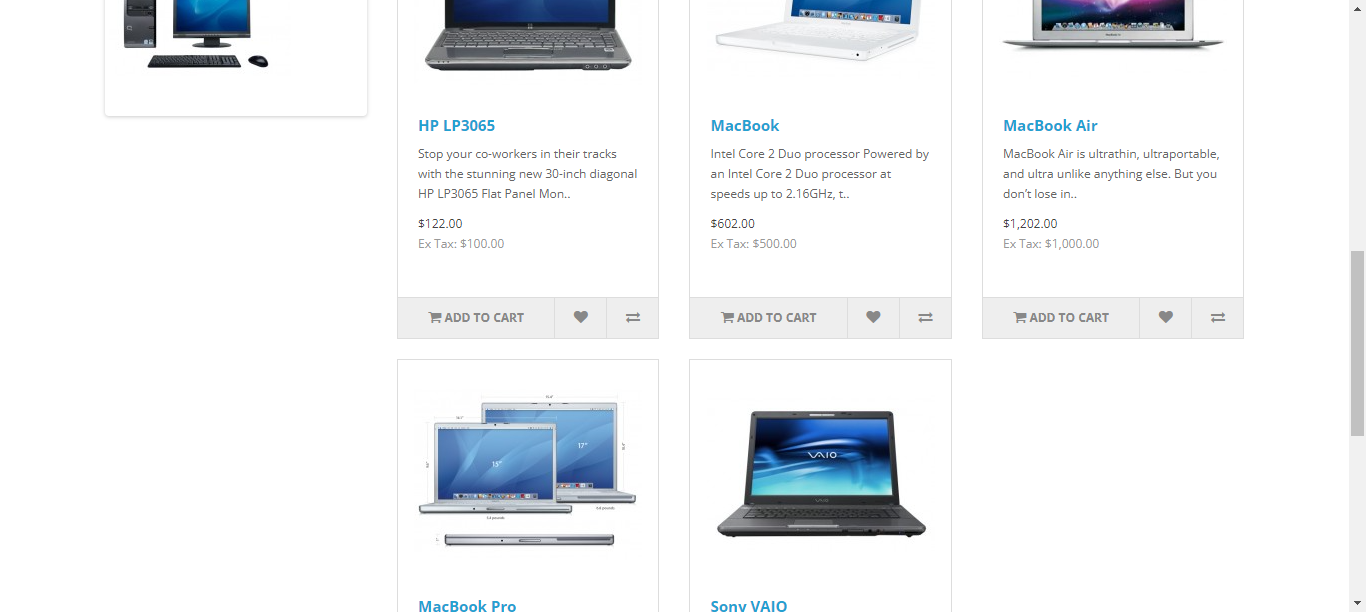 HP LP3065
Stop your co-workers in their tracks
with the stunning new 30-inch diagonal
HP LP3065 Flat Panel Mon..
$122.00
Ex Tax: $100.00
ADD TO CART
MacBook
Intel Core 2 Duo processor Powered by
an Intel Core 2 Duo processor at
speeds up to 2.16GHz, t..
$602.00
Ex Tax: $500.00
ADD TO CART
MacBook Air
MacBook Air is ultrathin, ultraportable,
and ultra unlike anything else. But you
don’t lose in..
$1,202.00
Ex Tax: $1,000.00
ADD TO CART
15"
17"
MacBook Pro
VAIO
VAIO
Sony VAIO